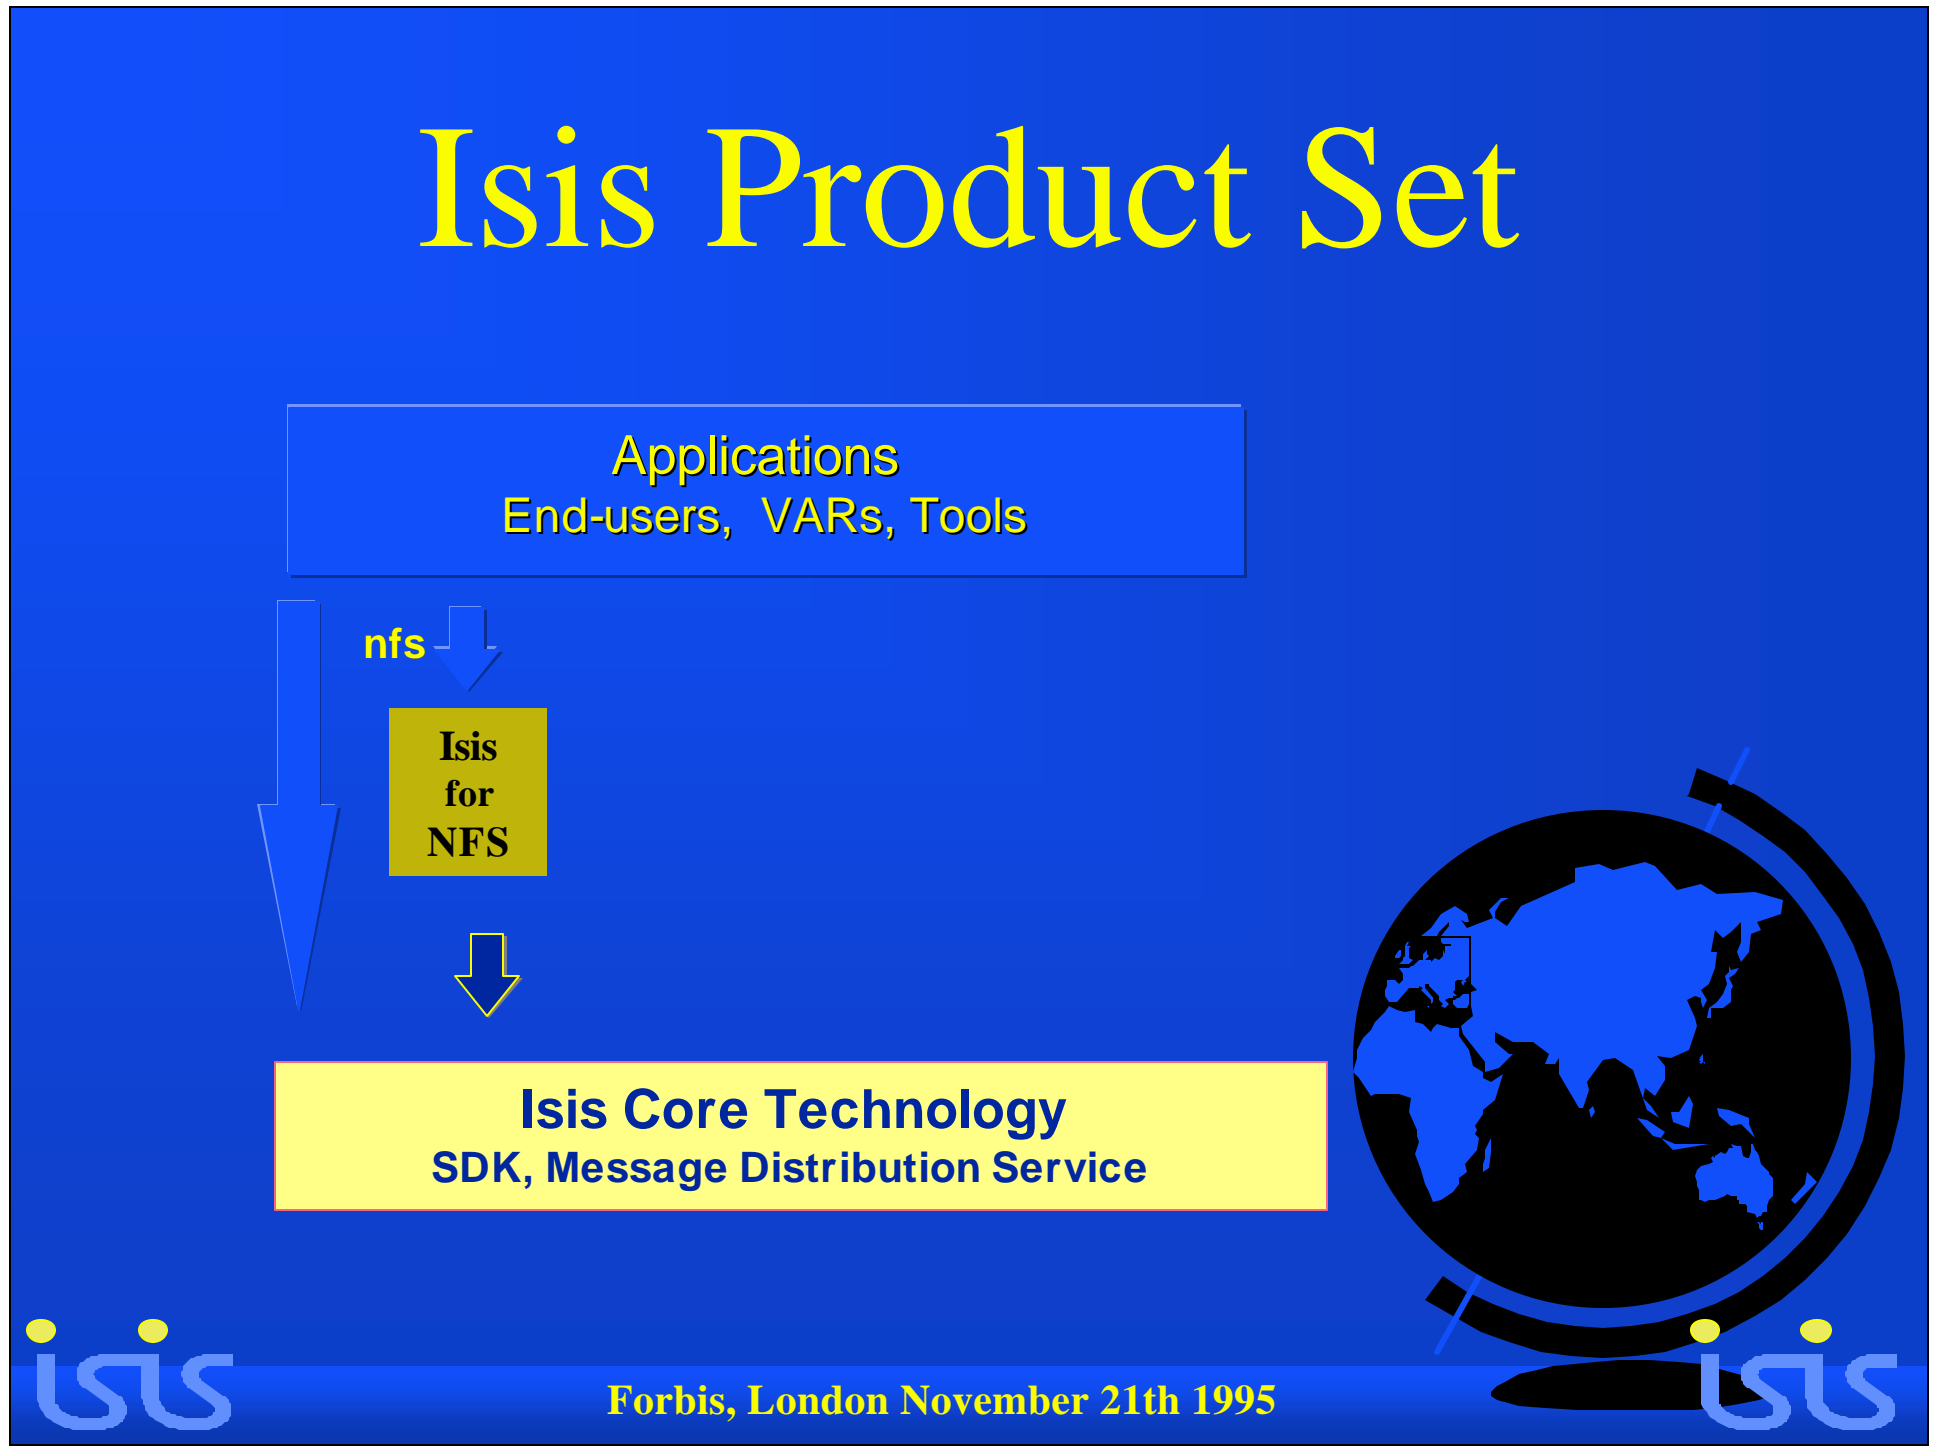 Isis Product Set
Applications
End-users, VARs, Tools
nfs
Isis
for
NFS
Isis Core Technology
SDK, Message Distribution Service
isis
Forbis, London November 21th 1995
isis